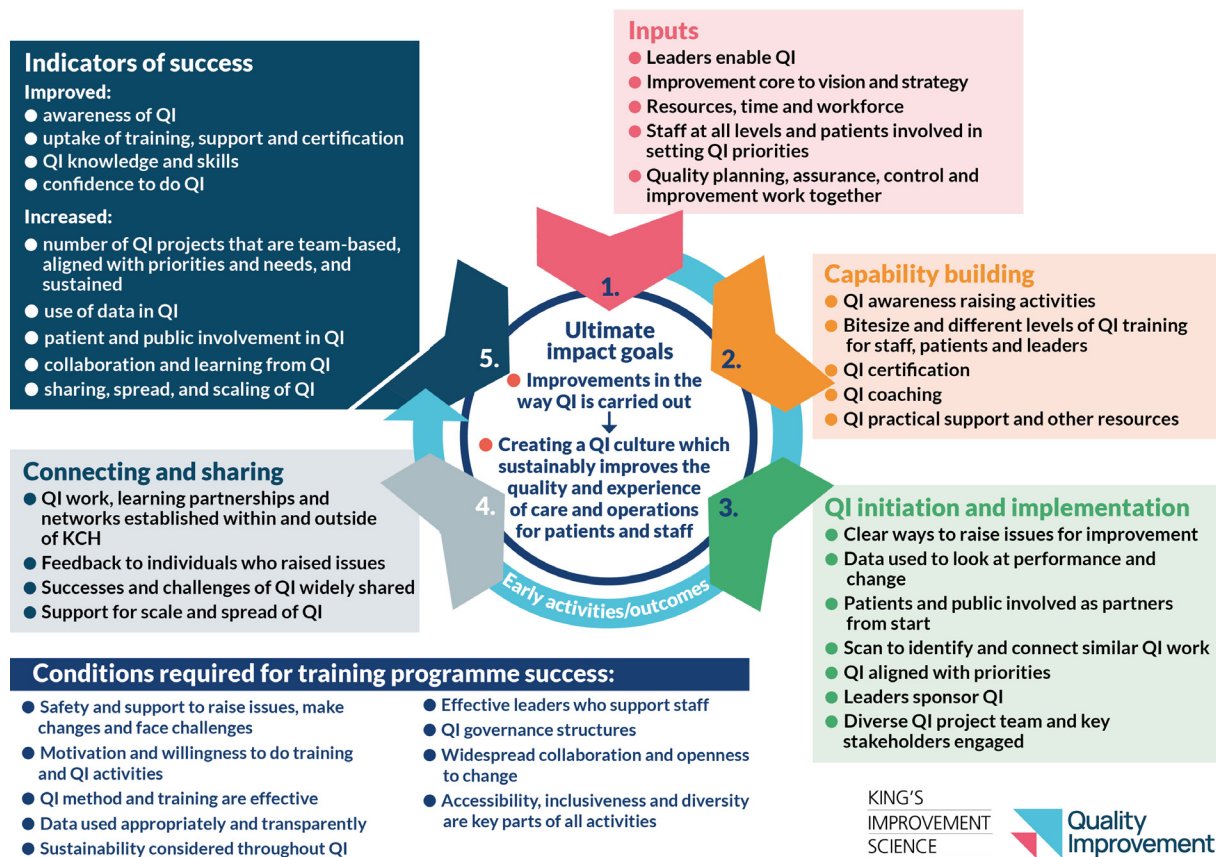 Inputs
Leaders enable QI
Improvement core to vision and strategy
Resources, time and workforce
Staff at all levels and patients involved in
setting QI priorities
Quality planning, assurance, control and
improvement work together
Capability building
QI awareness raising activities
Bitesize and different levels of QI training
for staff, patients and leaders
QI certification
QI coaching
QI practical support and other resources
QI initiation and implementation
Clear ways to raise issues for improvement
Data used to look at performance and
change
Patients and public involved as partners
from start
Scan to identify and connect similar QI work
QI aligned with priorities
Leaders sponsor QI
Diverse QI project team and key
stakeholders engaged
Connecting and sharing
QI work, learning partnerships and
networks established within and outside
of KCH
Feedback to individuals who raised issues
Successes and challenges of QI widely shared
Support for scale and spread of QI
Indicators of success
Improved:
awareness of QI
uptake of training, support and certification
QI knowledge and skills
confidence to do QI
Increased:
number of QI projects that are team-based,
aligned with priorities and needs, and
sustained
use of data in QI
patient and public involvement in QI
collaboration and learning from QI
sharing, spread, and scaling of QI
1.
2.
3.
4.
5.
Ultimate
impact goals
Improvements in the
way QI is carried out
Creating a QI culture which
sustainably improves the
quality and experience
of care and operations
for patients and staff
Early activities/outcomes
Conditions required for training programme success:
Safety and support to raise issues, make
changes and face challenges
Motivation and willingness to do training
and QI activities
QI method and training are effective
Data used appropriately and transparently
Sustainability considered throughout QI
Effective leaders who support staff
QI governance structures
Widespread collaboration and openness
to change
Accessibility, inclusiveness and diversity
are key parts of all activities
KING'S
IMPROVEMENT
SCIENCE
Quality
Improvement